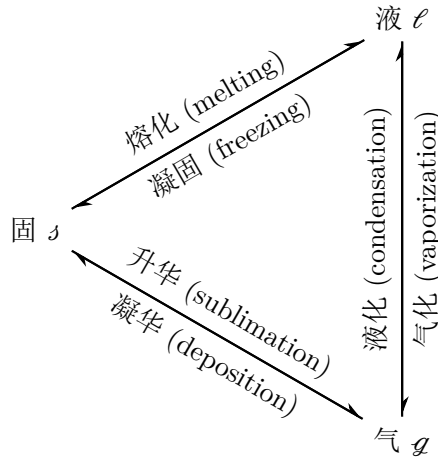 液 ℓ
熔化 (melting)
凝固 (freezing)
固 s
液化 (condensation)
气化 (vaporization)
升华 (sublimation)
凝华 (deposition)
气 g